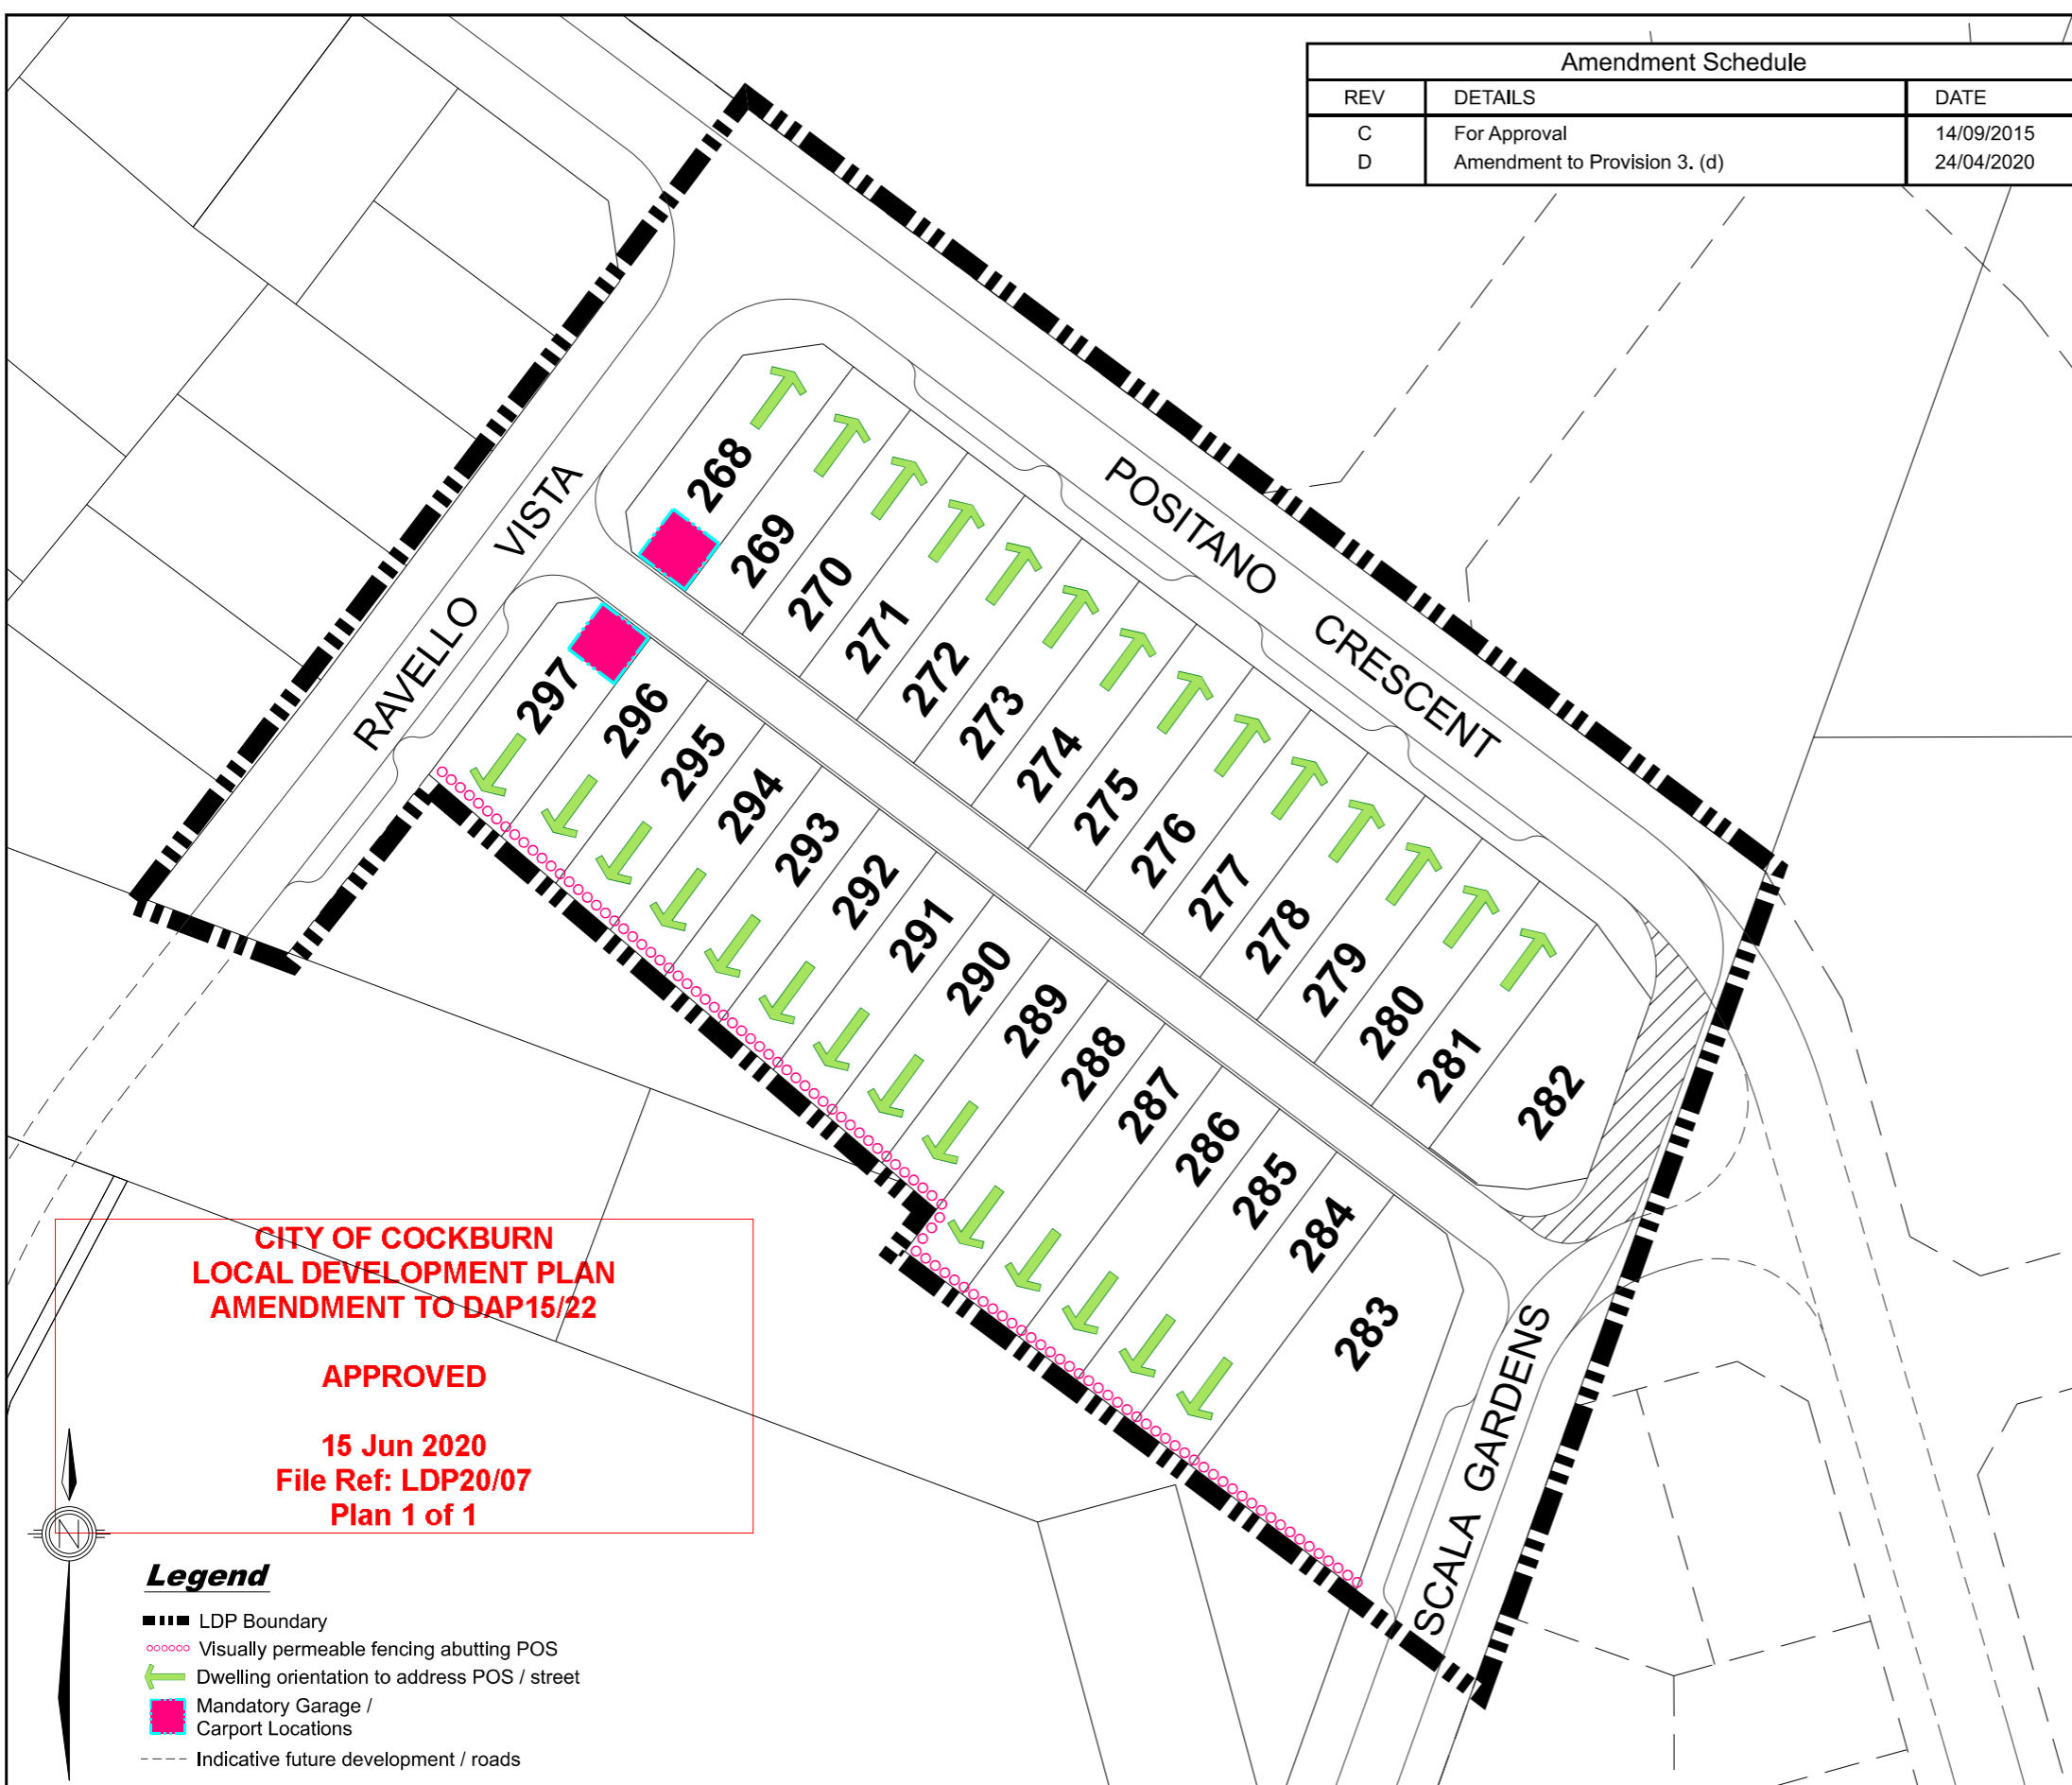 Amendment Schedule
REV DETAILS DATE
C For Approval 14/09/2015
D Amendment to Provision 3. (d) 24/04/2020
POSITANO CRESCENT
RAVELLO VISTA
SCALA GARDENS
268
269
270
271
272
273
274
275
276
277
278
279
280
281
282
297
296
295
294
293
292
291
290
289
288
287
286
285
284
283
CITY OF COCKBURN
LOCAL DEVELOPMENT PLAN
AMENDMENT TO DAP15/22
APPROVED
15 Jun 2020
File Ref: LDP20/07
Plan 1 of 1
N
Legend
LDP Boundary
Visually permeable fencing abutting POS
Dwelling orientation to address POS / street
Mandatory Garage /
Carport Locations
Indicative future development / roads